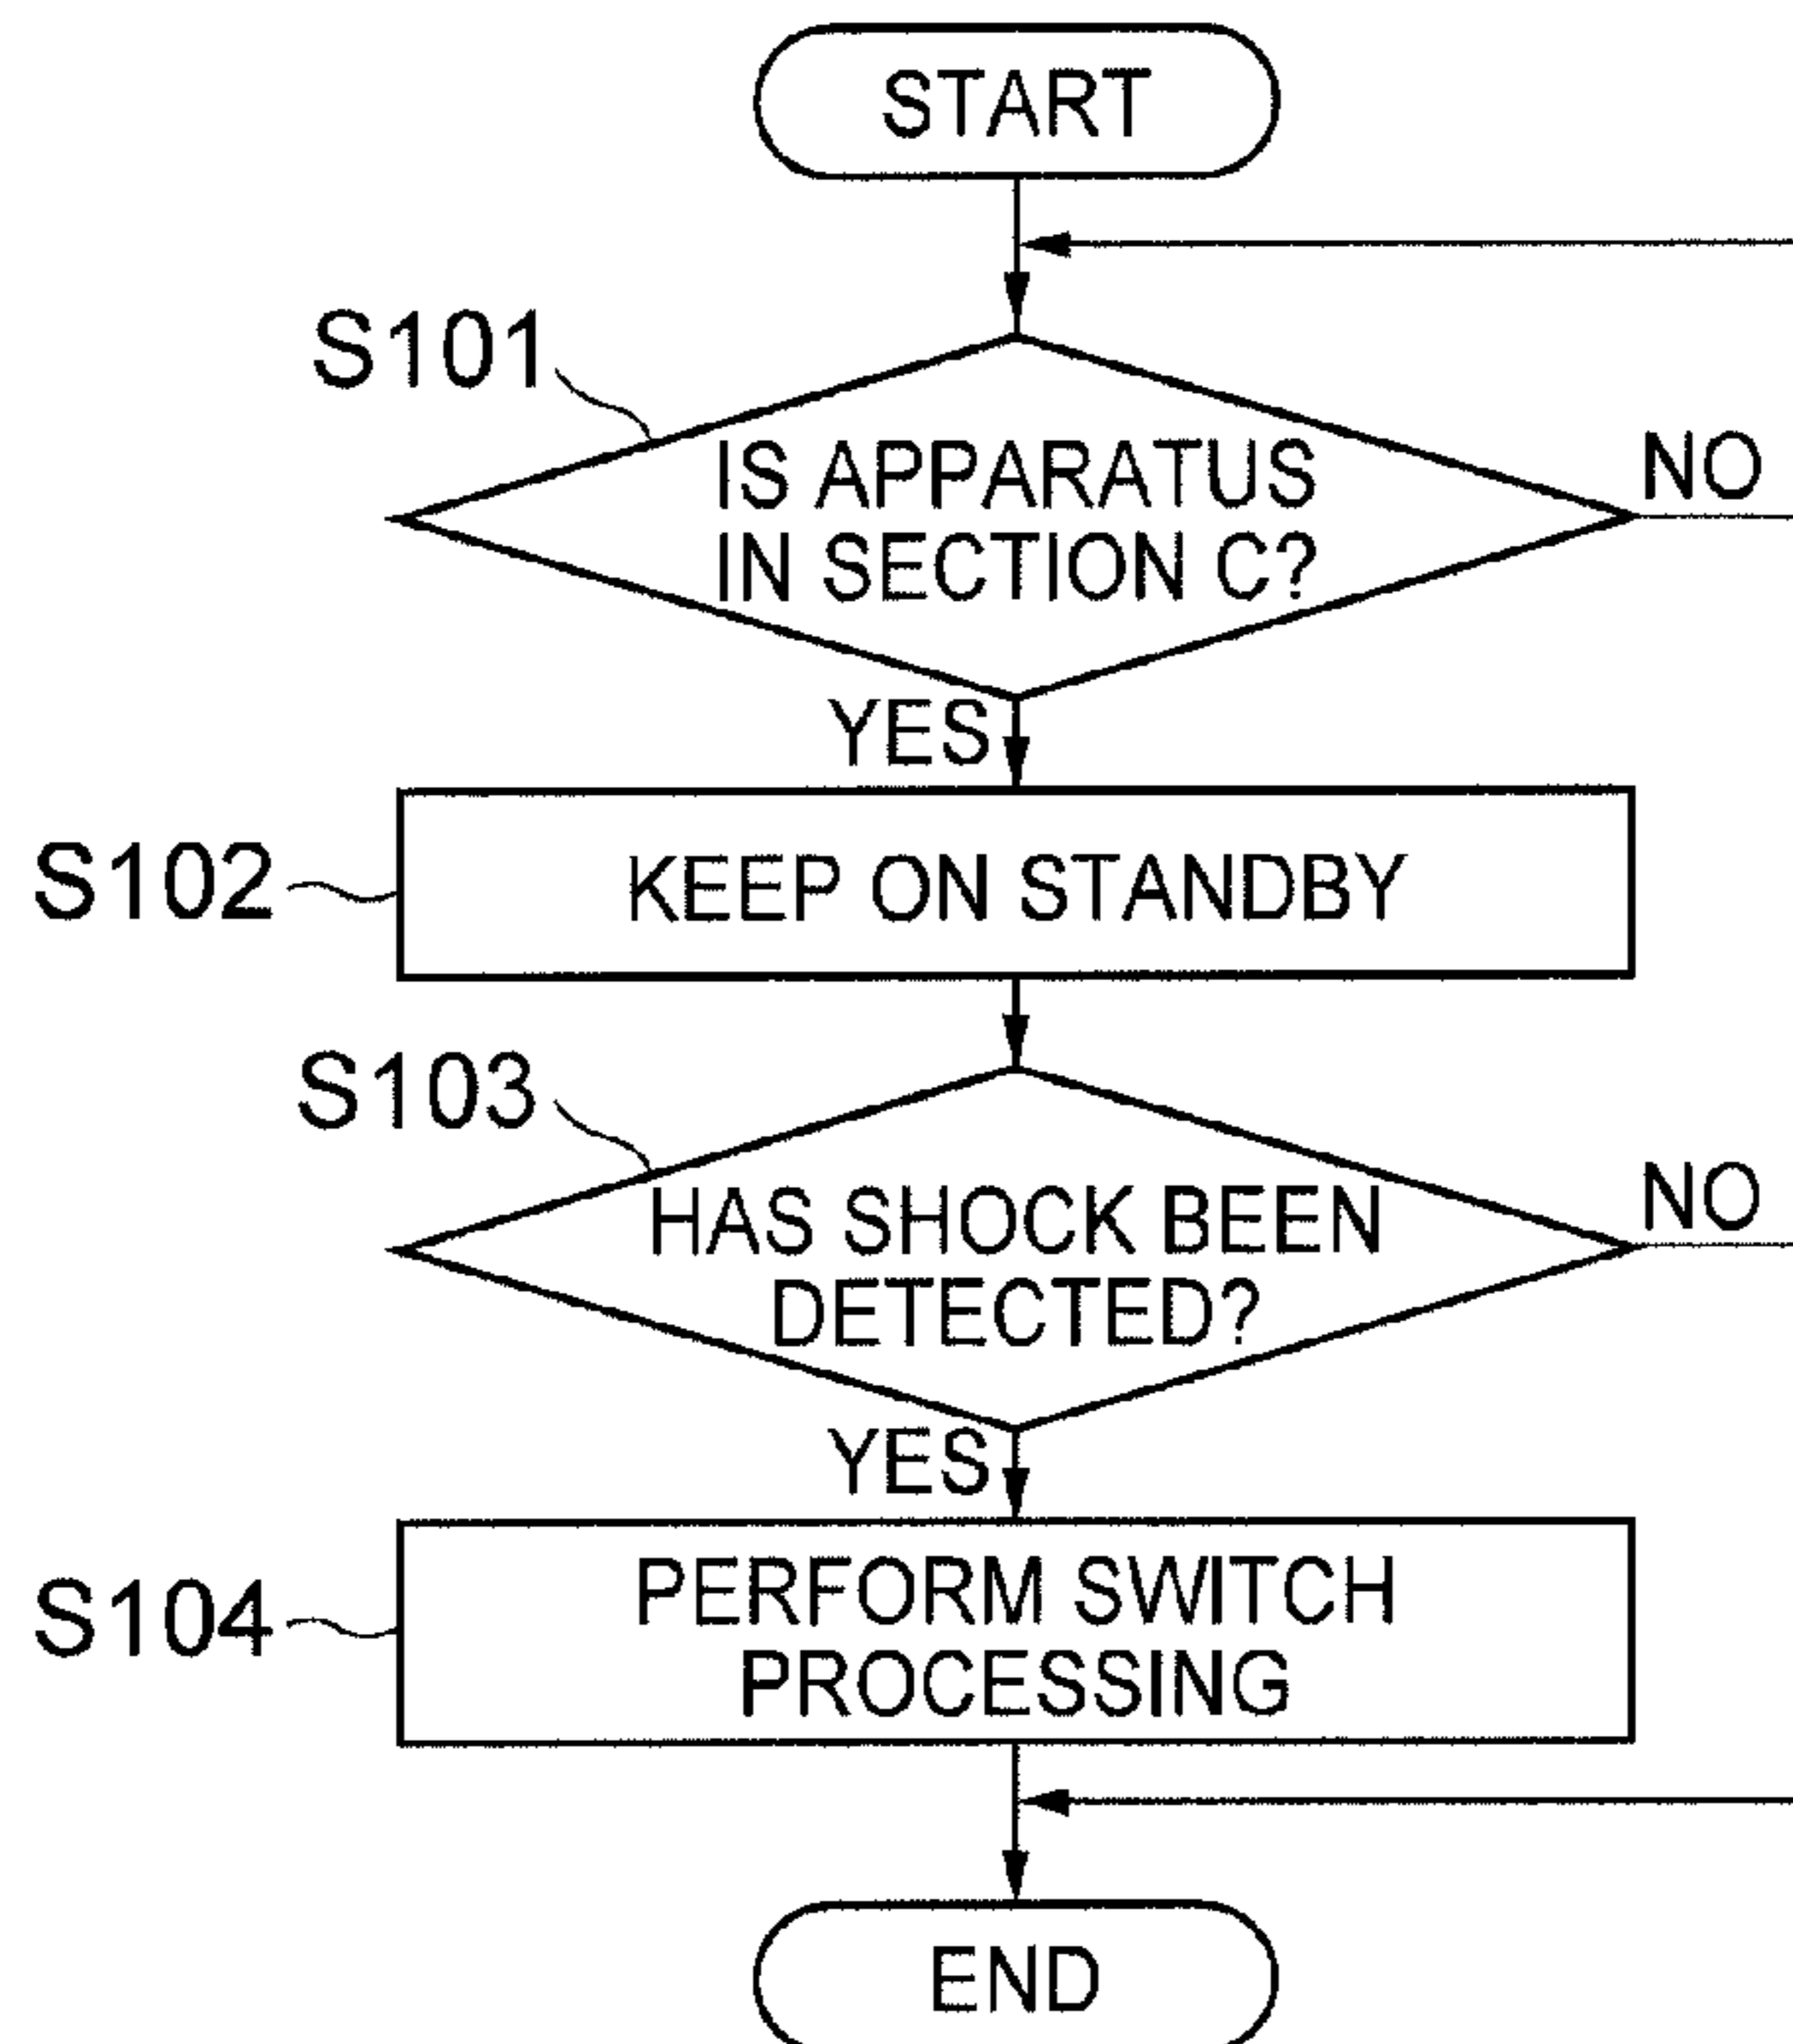 START
S101
IS APPARATUS
IN SECTION C?
NO
YES
S102
KEEP ON STANDBY
S103
HAS SHOCK BEEN
DETECTED?
NO
YES
S104
PERFORM SWITCH
PROCESSING
END